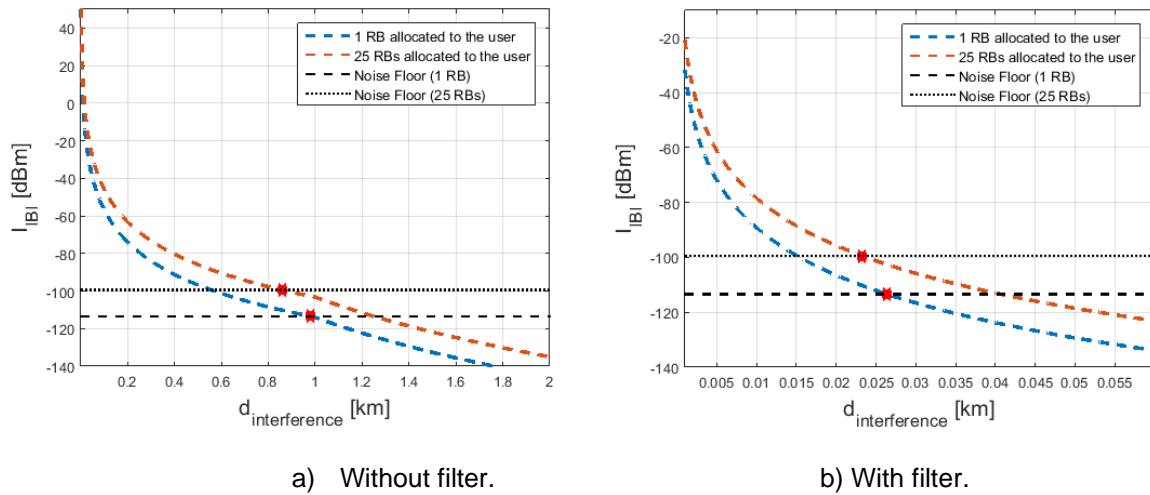 40
20
0
-20
-40
-60
-80
-100
-120
-140
I_IBI [dBm]
1 RB allocated to the user
25 RBs allocated to the user
Noise Floor (1 RB)
Noise Floor (25 RBs)
0.2 0.4 0.6 0.8 1 1.2 1.4 1.6 1.8 2
d_interference [km]
a) Without filter.
-20
-40
-60
-80
-100
-120
-140
I_IBI [dBm]
1 RB allocated to the user
25 RBs allocated to the user
Noise Floor (1 RB)
Noise Floor (25 RBs)
0.005 0.01 0.015 0.02 0.025 0.03 0.035 0.04 0.045 0.05 0.055
d_interference [km]
b) With filter.